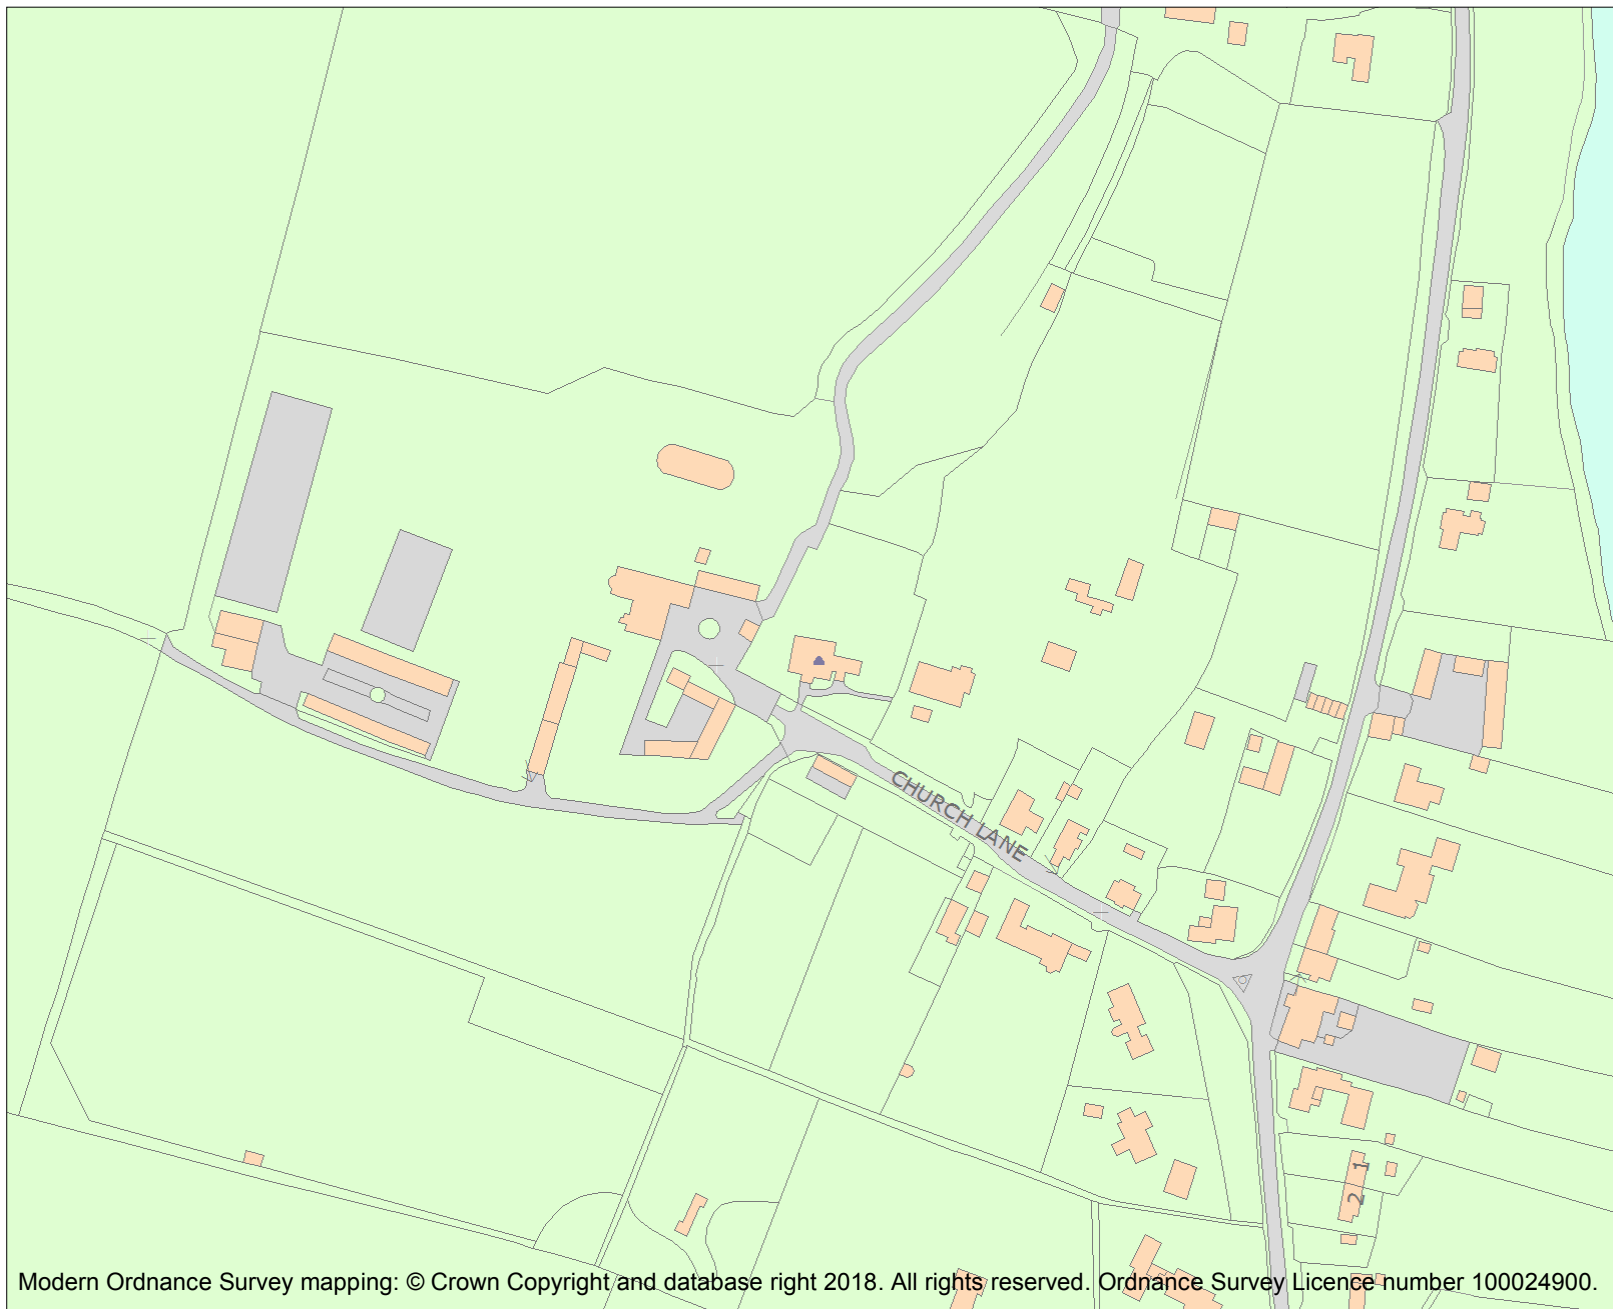 CHURCH LANE
1
2
Modern Ordnance Survey mapping: © Crown Copyright and database right 2018. All rights reserved. Ordnance Survey Licence number 100024900.